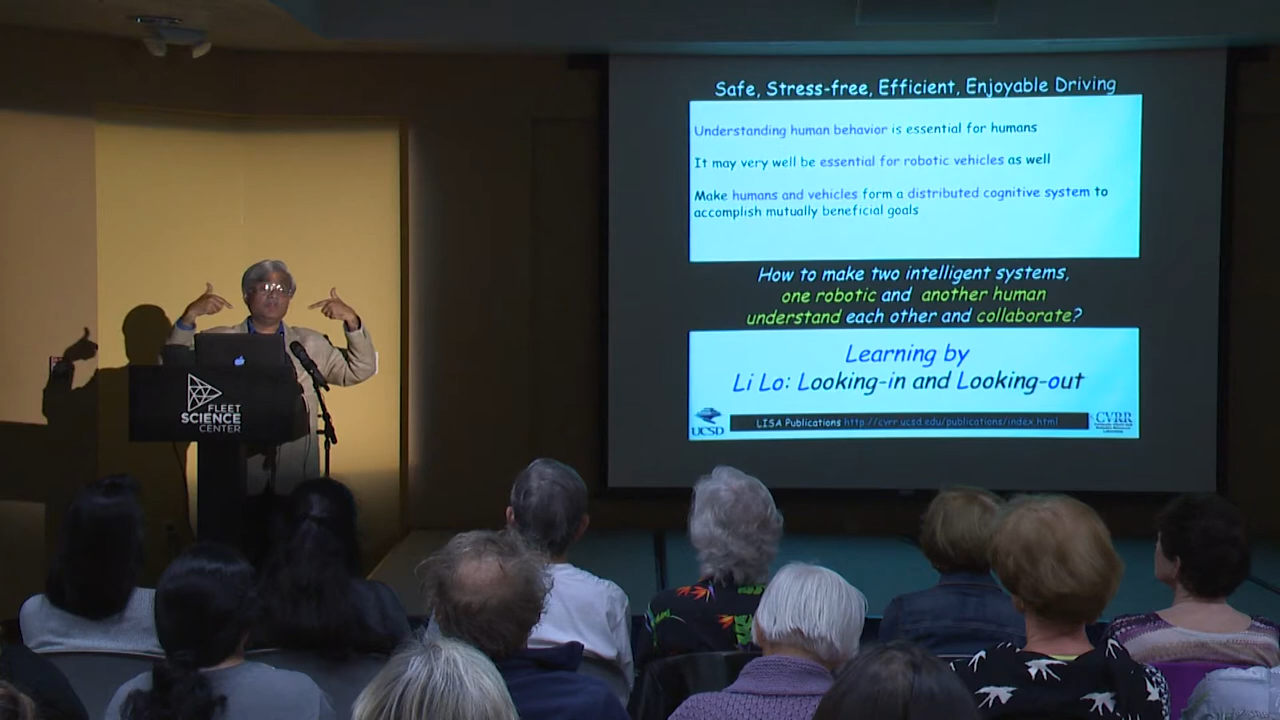 Safe, Stress-free, Efficient, Enjoyable Driving
Understanding human behavior is essential for humans
It may very well be essential for robotic vehicles as well
Make humans and vehicles form a distributed cognitive system to
accomplish mutually beneficial goals
How to make two intelligent systems,
one robotic and another human
understand each other and collaborate?
Learning by
Li Lo: Looking-in and Looking-out
UCSD
LISA Publications http://cvrr.ucsd.edu/publications/index.html
CVRR
FLEET
SCIENCE
CENTER